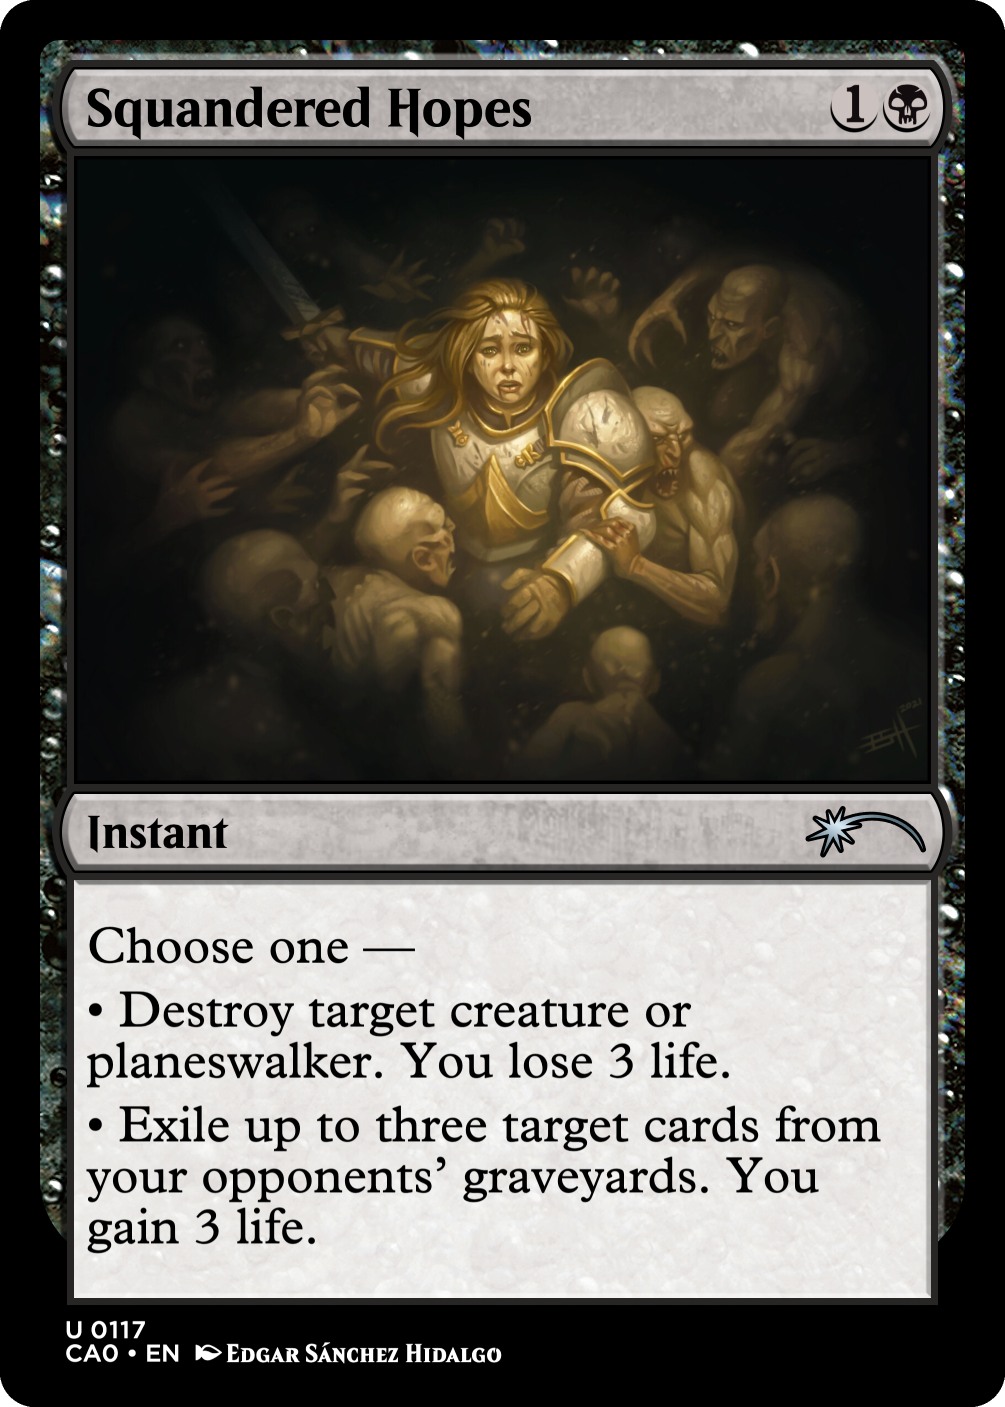 Squandered Hopes 1
Instant
Choose one —
• Destroy target creature or
planeswalker. You lose 3 life.
• Exile up to three target cards from
your opponents’ graveyards. You
gain 3 life.
U 0117
CAO • EN Edgar Sánchez Hidalgo